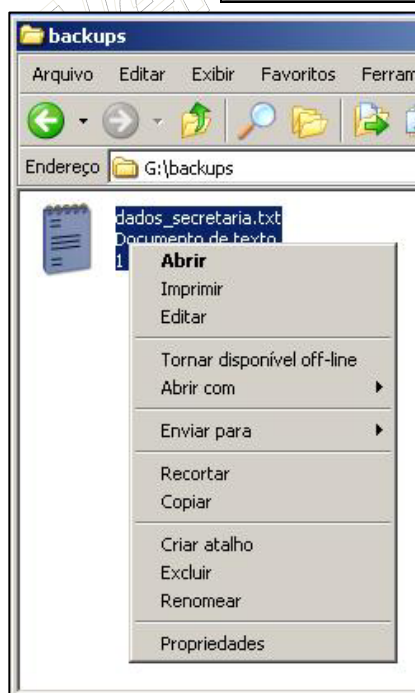 backups
Arquivo Editar Exibir Favoritos Ferram
Endereço G:\backups
dados_secretaria.txt
Documento de texto
1
Abrir
Imprimir
Editar
Tornar disponível off-line
Abrir com
Enviar para
Recortar
Copiar
Criar atalho
Excluir
Renomear
Propriedades